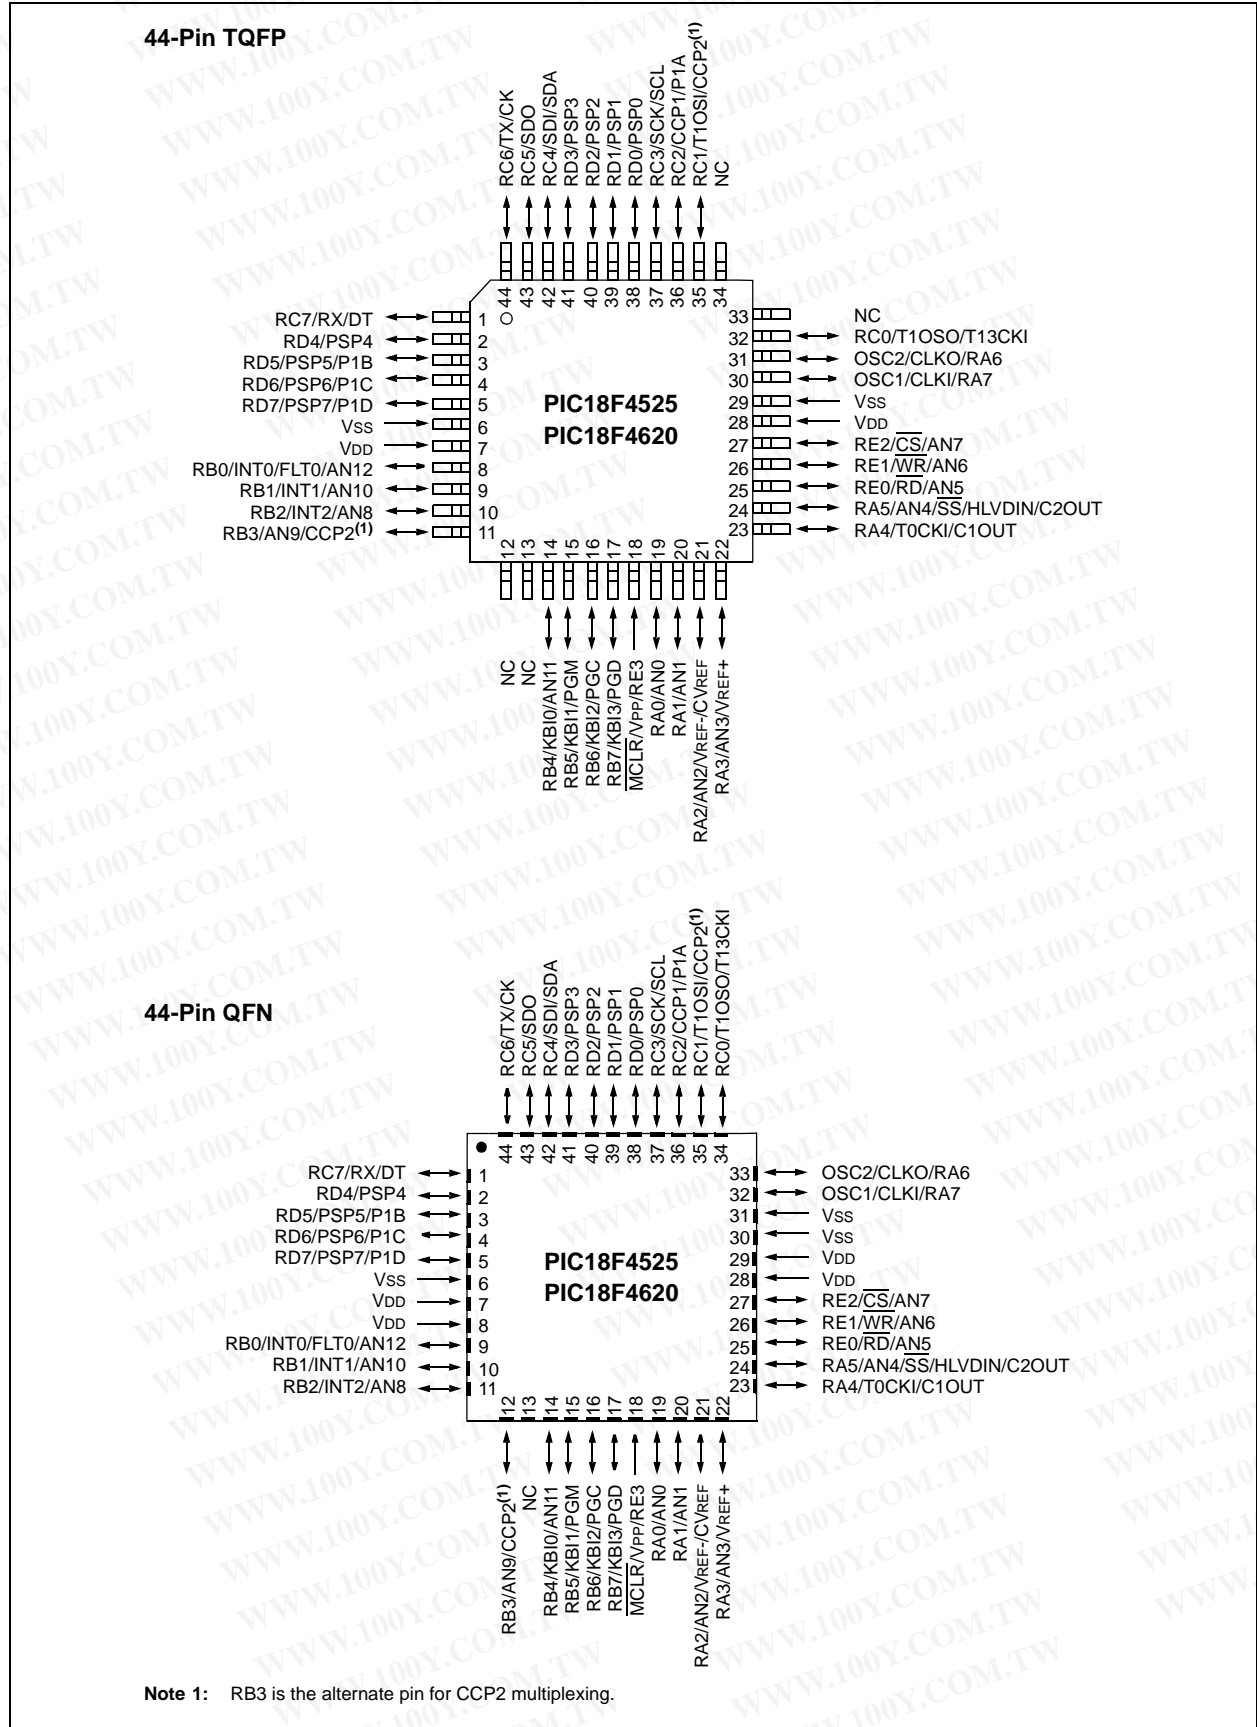 44-Pin TQFP
RC6/TX/CK
RC5/SDO
RC4/SDI/SDA
RD3/PSP3
RD2/PSP2
RD1/PSP1
RD0/PSP0
RC3/SCK/SCL
RC2/CCP1/P1A
RC1/T1OSI/CCP2(1)
NC
44
43
42
41
40
39
38
37
36
35
34
RC7/RX/DT 1
RD4/PSP4 2
RD5/PSP5/P1B 3
RD6/PSP6/P1C 4
RD7/PSP7/P1D 5
VSS 6
VDD 7
RB0/INT0/FLT0/AN12 8
RB1/INT1/AN10 9
RB2/INT2/AN8 10
RB3/AN9/CCP2(1) 11
PIC18F4525
PIC18F4620
33 NC
32 RC0/T1OSO/T13CKI
31 OSC2/CLKO/RA6
30 OSC1/CLKI/RA7
29 VSS
28 VDD
27 RE2/CS/AN7
26 RE1/WR/AN6
25 RE0/RD/AN5
24 RA5/AN4/SS/HLVDIN/C2OUT
23 RA4/T0CKI/C1OUT
12
13
14
15
16
17
18
19
20
21
22
NC
NC
RB4/KBI0/AN11
RB5/KBI1/PGM
RB6/KBI2/PGC
RB7/KBI3/PGD
MCLR/VPP/RE3
RA0/AN0
RA1/AN1
RA2/AN2/VREF-/CVREF
RA3/AN3/VREF+
44-Pin QFN
RC6/TX/CK
RC5/SDO
RC4/SDI/SDA
RD3/PSP3
RD2/PSP2
RD1/PSP1
RD0/PSP0
RC3/SCK/SCL
RC2/CCP1/P1A
RC1/T1OSI/CCP2(1)
RC0/T1OSO/T13CKI
44
43
42
41
40
39
38
37
36
35
34
RC7/RX/DT 1
RD4/PSP4 2
RD5/PSP5/P1B 3
RD6/PSP6/P1C 4
RD7/PSP7/P1D 5
VSS 6
VDD 7
VDD 8
RB0/INT0/FLT0/AN12 9
RB1/INT1/AN10 10
RB2/INT2/AN8 11
PIC18F4525
PIC18F4620
33 OSC2/CLKO/RA6
32 OSC1/CLKI/RA7
31 VSS
30 VSS
29 VDD
28 VDD
27 RE2/CS/AN7
26 RE1/WR/AN6
25 RE0/RD/AN5
24 RA5/AN4/SS/HLVDIN/C2OUT
23 RA4/T0CKI/C1OUT
12
13
14
15
16
17
18
19
20
21
22
RB3/AN9/CCP2(1)
NC
RB4/KBI0/AN11
RB5/KBI1/PGM
RB6/KBI2/PGC
RB7/KBI3/PGD
MCLR/VPP/RE3
RA0/AN0
RA1/AN1
RA2/AN2/VREF-/CVREF
RA3/AN3/VREF+
Note 1: RB3 is the alternate pin for CCP2 multiplexing.
WWW.100Y.COM.TW